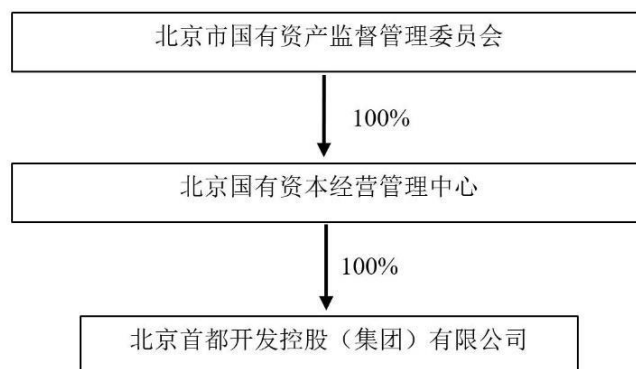 北京市国有资产监督管理委员会
100%
北京国有资本经营管理中心
100%
北京首都开发控股（集团）有限公司